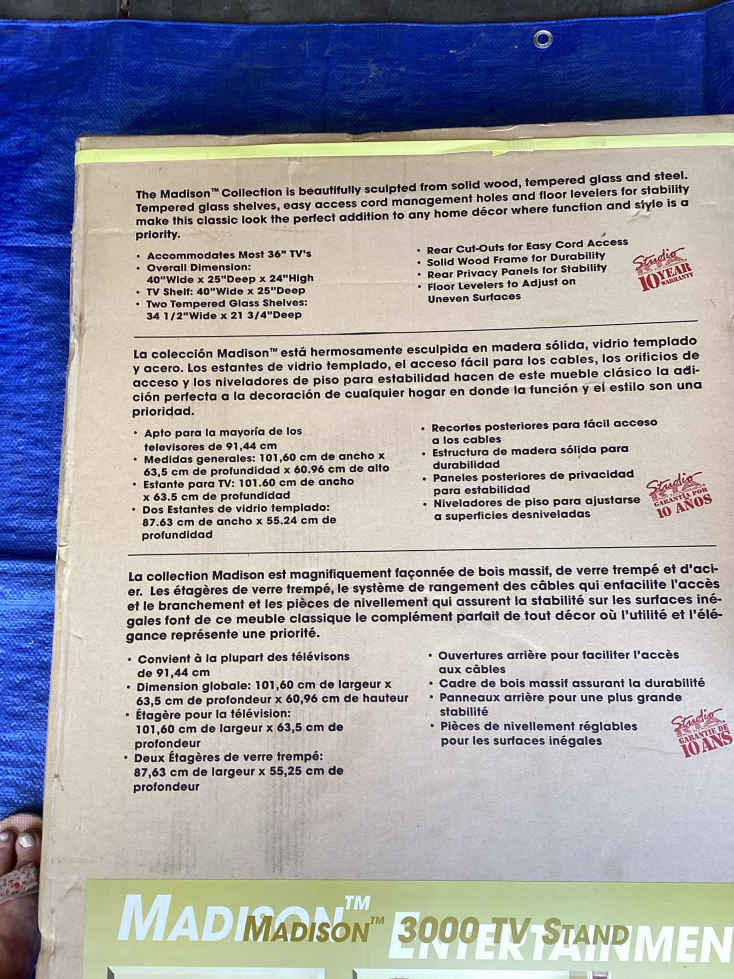 The Madison™ Collection is beautifully sculpted from solid wood, tempered glass and steel.
Tempered glass shelves, easy access cord management holes and floor levelers for stability
make this classic look the perfect addition to any home décor where function and style is a
priority.
• Accommodates Most 36" TV's
• Overall Dimension:
40"Wide x 25"Deep x 24"High
• TV Shelf: 40"Wide x 25"Deep
• Two Tempered Glass Shelves:
34 1/2"Wide x 21 3/4"Deep
• Rear Cut-Outs for Easy Cord Access
• Solid Wood Frame for Durability
• Rear Privacy Panels for Stability
• Floor Levelers to Adjust on
Uneven Surfaces
Studio
10 YEAR
WARRANTY
La colección Madison™ está hermosamente esculpida en madera sólida, vidrio templado
y acero. Los estantes de vidrio templado, el acceso fácil para los cables, los orificios de
acceso y los niveladores de piso para estabilidad hacen de este mueble clásico la adi-
ción perfecta a la decoración de cualquier hogar en donde la función y el estilo son una
prioridad.
• Apto para la mayoría de los
televisores de 91,44 cm
• Medidas generales: 101,60 cm de ancho x
63,5 cm de profundidad x 60.96 cm de alto
• Estante para TV: 101.60 cm de ancho
x 63.5 cm de profundidad
• Dos Estantes de vidrio templado:
87.63 cm de ancho x 55.24 cm de
profundidad
• Recortes posteriores para fácil acceso
a los cables
• Estructura de madera sólida para
durabilidad
• Paneles posteriores de privacidad
para estabilidad
• Niveladores de piso para ajustarse
a superficies desniveladas
Studio
GARANTÍA POR
10 AÑOS
La collection Madison est magnifiquement façonnée de bois massif, de verre trempé et d'aci-
er. Les étagères de verre trempé, le système de rangement des câbles qui enfacilite l'accès
et le branchement et les pièces de nivellement qui assurent la stabilité sur les surfaces iné-
gales font de ce meuble classique le complément parfait de tout décor où l'utilité et l'élé-
gance représente une priorité.
• Convient à la plupart des télévisons
de 91,44 cm
• Dimension globale: 101,60 cm de largeur x
63,5 cm de profondeur x 60,96 cm de hauteur
• Étagère pour la télévision:
101,60 cm de largeur x 63,5 cm de
profondeur
• Deux Étagères de verre trempé:
87,63 cm de largeur x 55,25 cm de
profondeur
• Ouvertures arrière pour faciliter l'accès
aux câbles
• Cadre de bois massif assurant la durabilité
• Panneaux arrière pour une plus grande
stabilité
• Pièces de nivellement réglables
pour les surfaces inégales
Studio
GARANTIE DE
10 ANS
MADISON™ ENTERTAINMEN
MADISON™ 3000 TV STAND